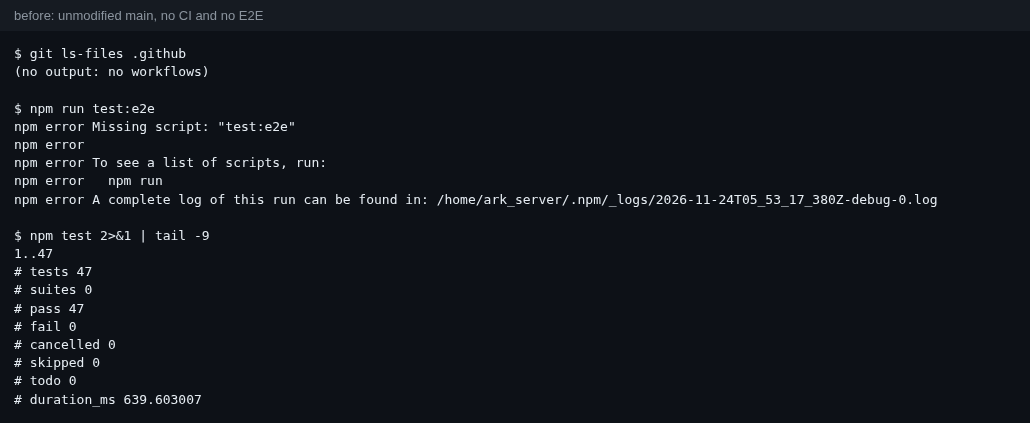 before: unmodified main, no CI and no E2E
$ git ls-files .github
(no output: no workflows)
$ npm run test:e2e
npm error Missing script: "test:e2e"
npm error
npm error To see a list of scripts, run:
npm error   npm run
npm error A complete log of this run can be found in: /home/ark_server/.npm/_logs/2026-11-24T05_53_17_380Z-debug-0.log
$ npm test 2>&1 | tail -9
1..47
# tests 47
# suites 0
# pass 47
# fail 0
# cancelled 0
# skipped 0
# todo 0
# duration_ms 639.603007